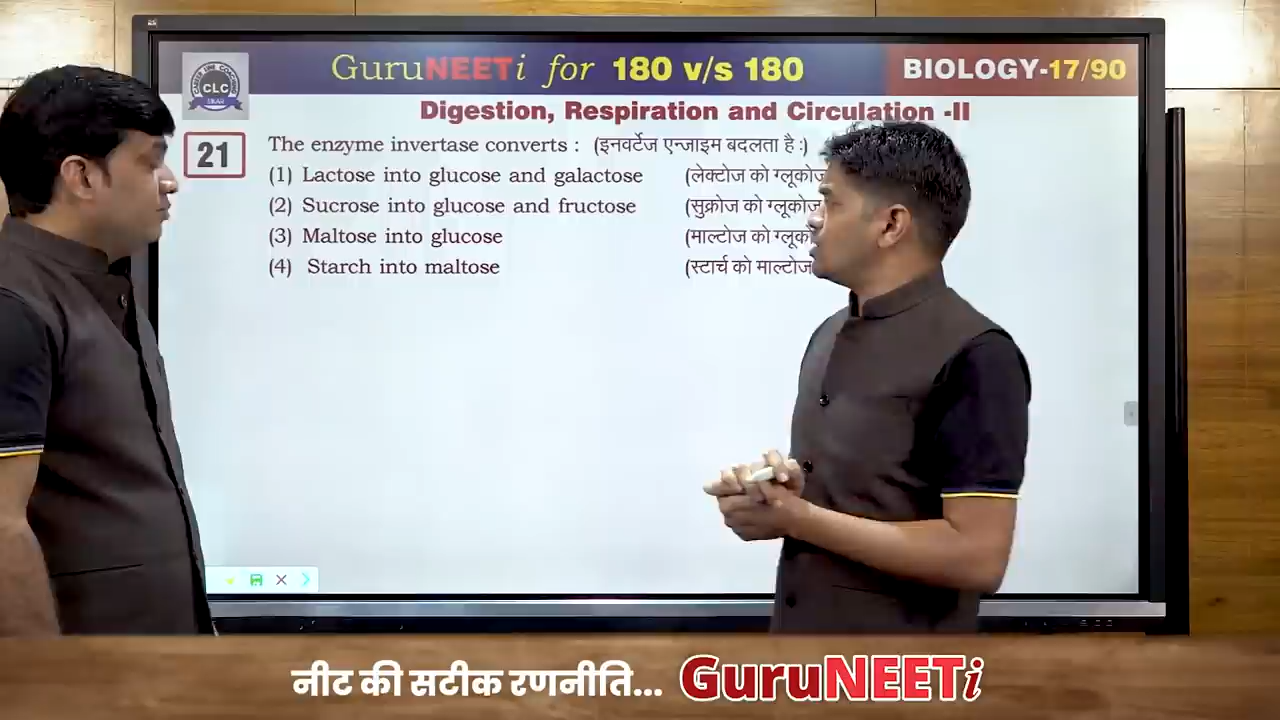 GuruNEETi for 180 v/s 180
BIOLOGY-17/90
CLC
SIKAR
Digestion, Respiration and Circulation -II
21
The enzyme invertase converts : (इनवर्टेज एन्जाइम बदलता है :)
(1) Lactose into glucose and galactose (लेक्टोज को ग्लूकोज
(2) Sucrose into glucose and fructose (सुक्रोज को ग्लूकोज
(3) Maltose into glucose (माल्टोज को
(4) Starch into maltose (स्टार्च को माल्टोज
नीट की सटीक रणनीति... GuruNEETi